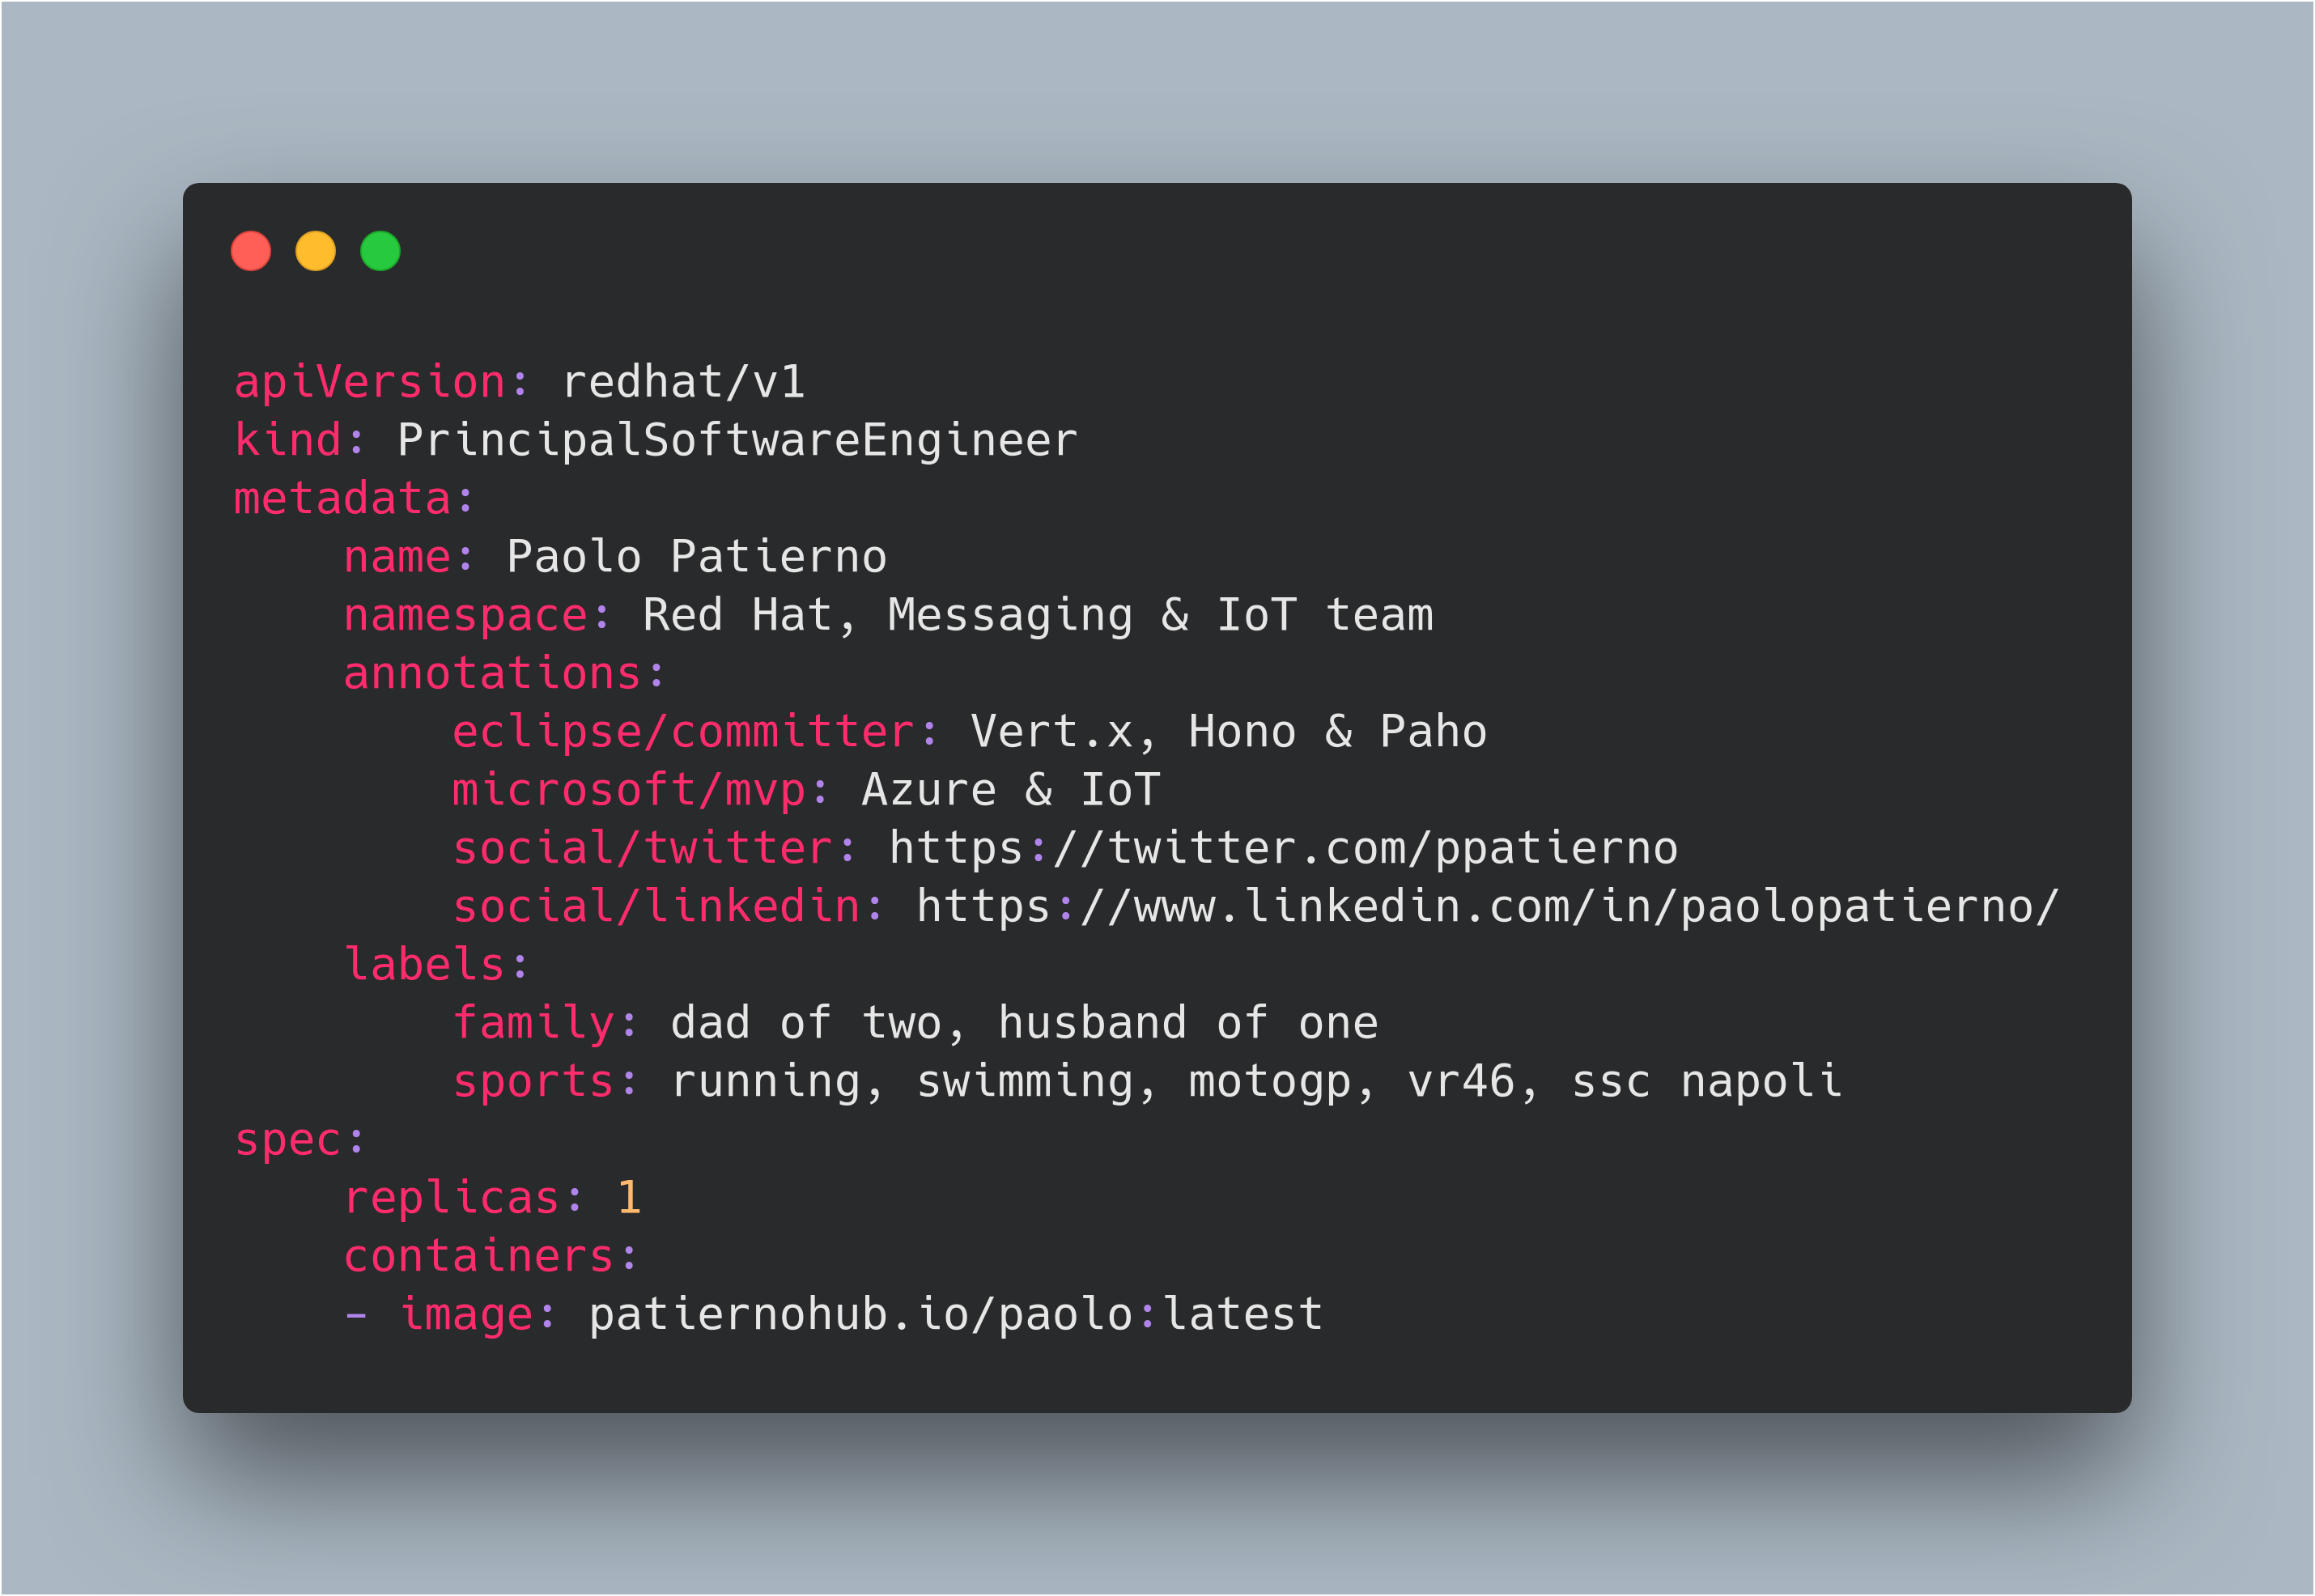 apiVersion: redhat/v1
kind: PrincipalSoftwareEngineer
metadata:
    name: Paolo Patierno
    namespace: Red Hat, Messaging & IoT team
    annotations:
        eclipse/committer: Vert.x, Hono & Paho
        microsoft/mvp: Azure & IoT
        social/twitter: https://twitter.com/ppatierno
        social/linkedin: https://www.linkedin.com/in/paolopatierno/
    labels:
        family: dad of two, husband of one
        sports: running, swimming, motogp, vr46, ssc napoli
spec:
    replicas: 1
    containers:
    - image: patiernohub.io/paolo:latest